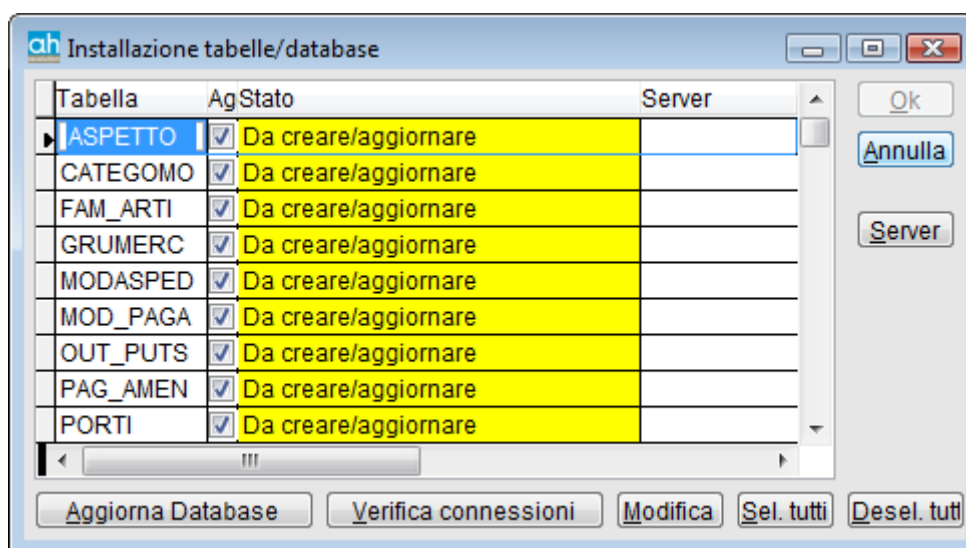 ah Installazione tabelle/database
Tabella AgStato Server
ASPETTO Da creare/aggiornare
CATEGOMO Da creare/aggiornare
FAM_ARTI Da creare/aggiornare
GRUMERC Da creare/aggiornare
MODASPED Da creare/aggiornare
MOD_PAGA Da creare/aggiornare
OUT_PUTS Da creare/aggiornare
PAG_AMEN Da creare/aggiornare
PORTI Da creare/aggiornare
Ok
Annulla
Server
Aggiorna Database Verifica connessioni Modifica Sel. tutti Desel. tutt